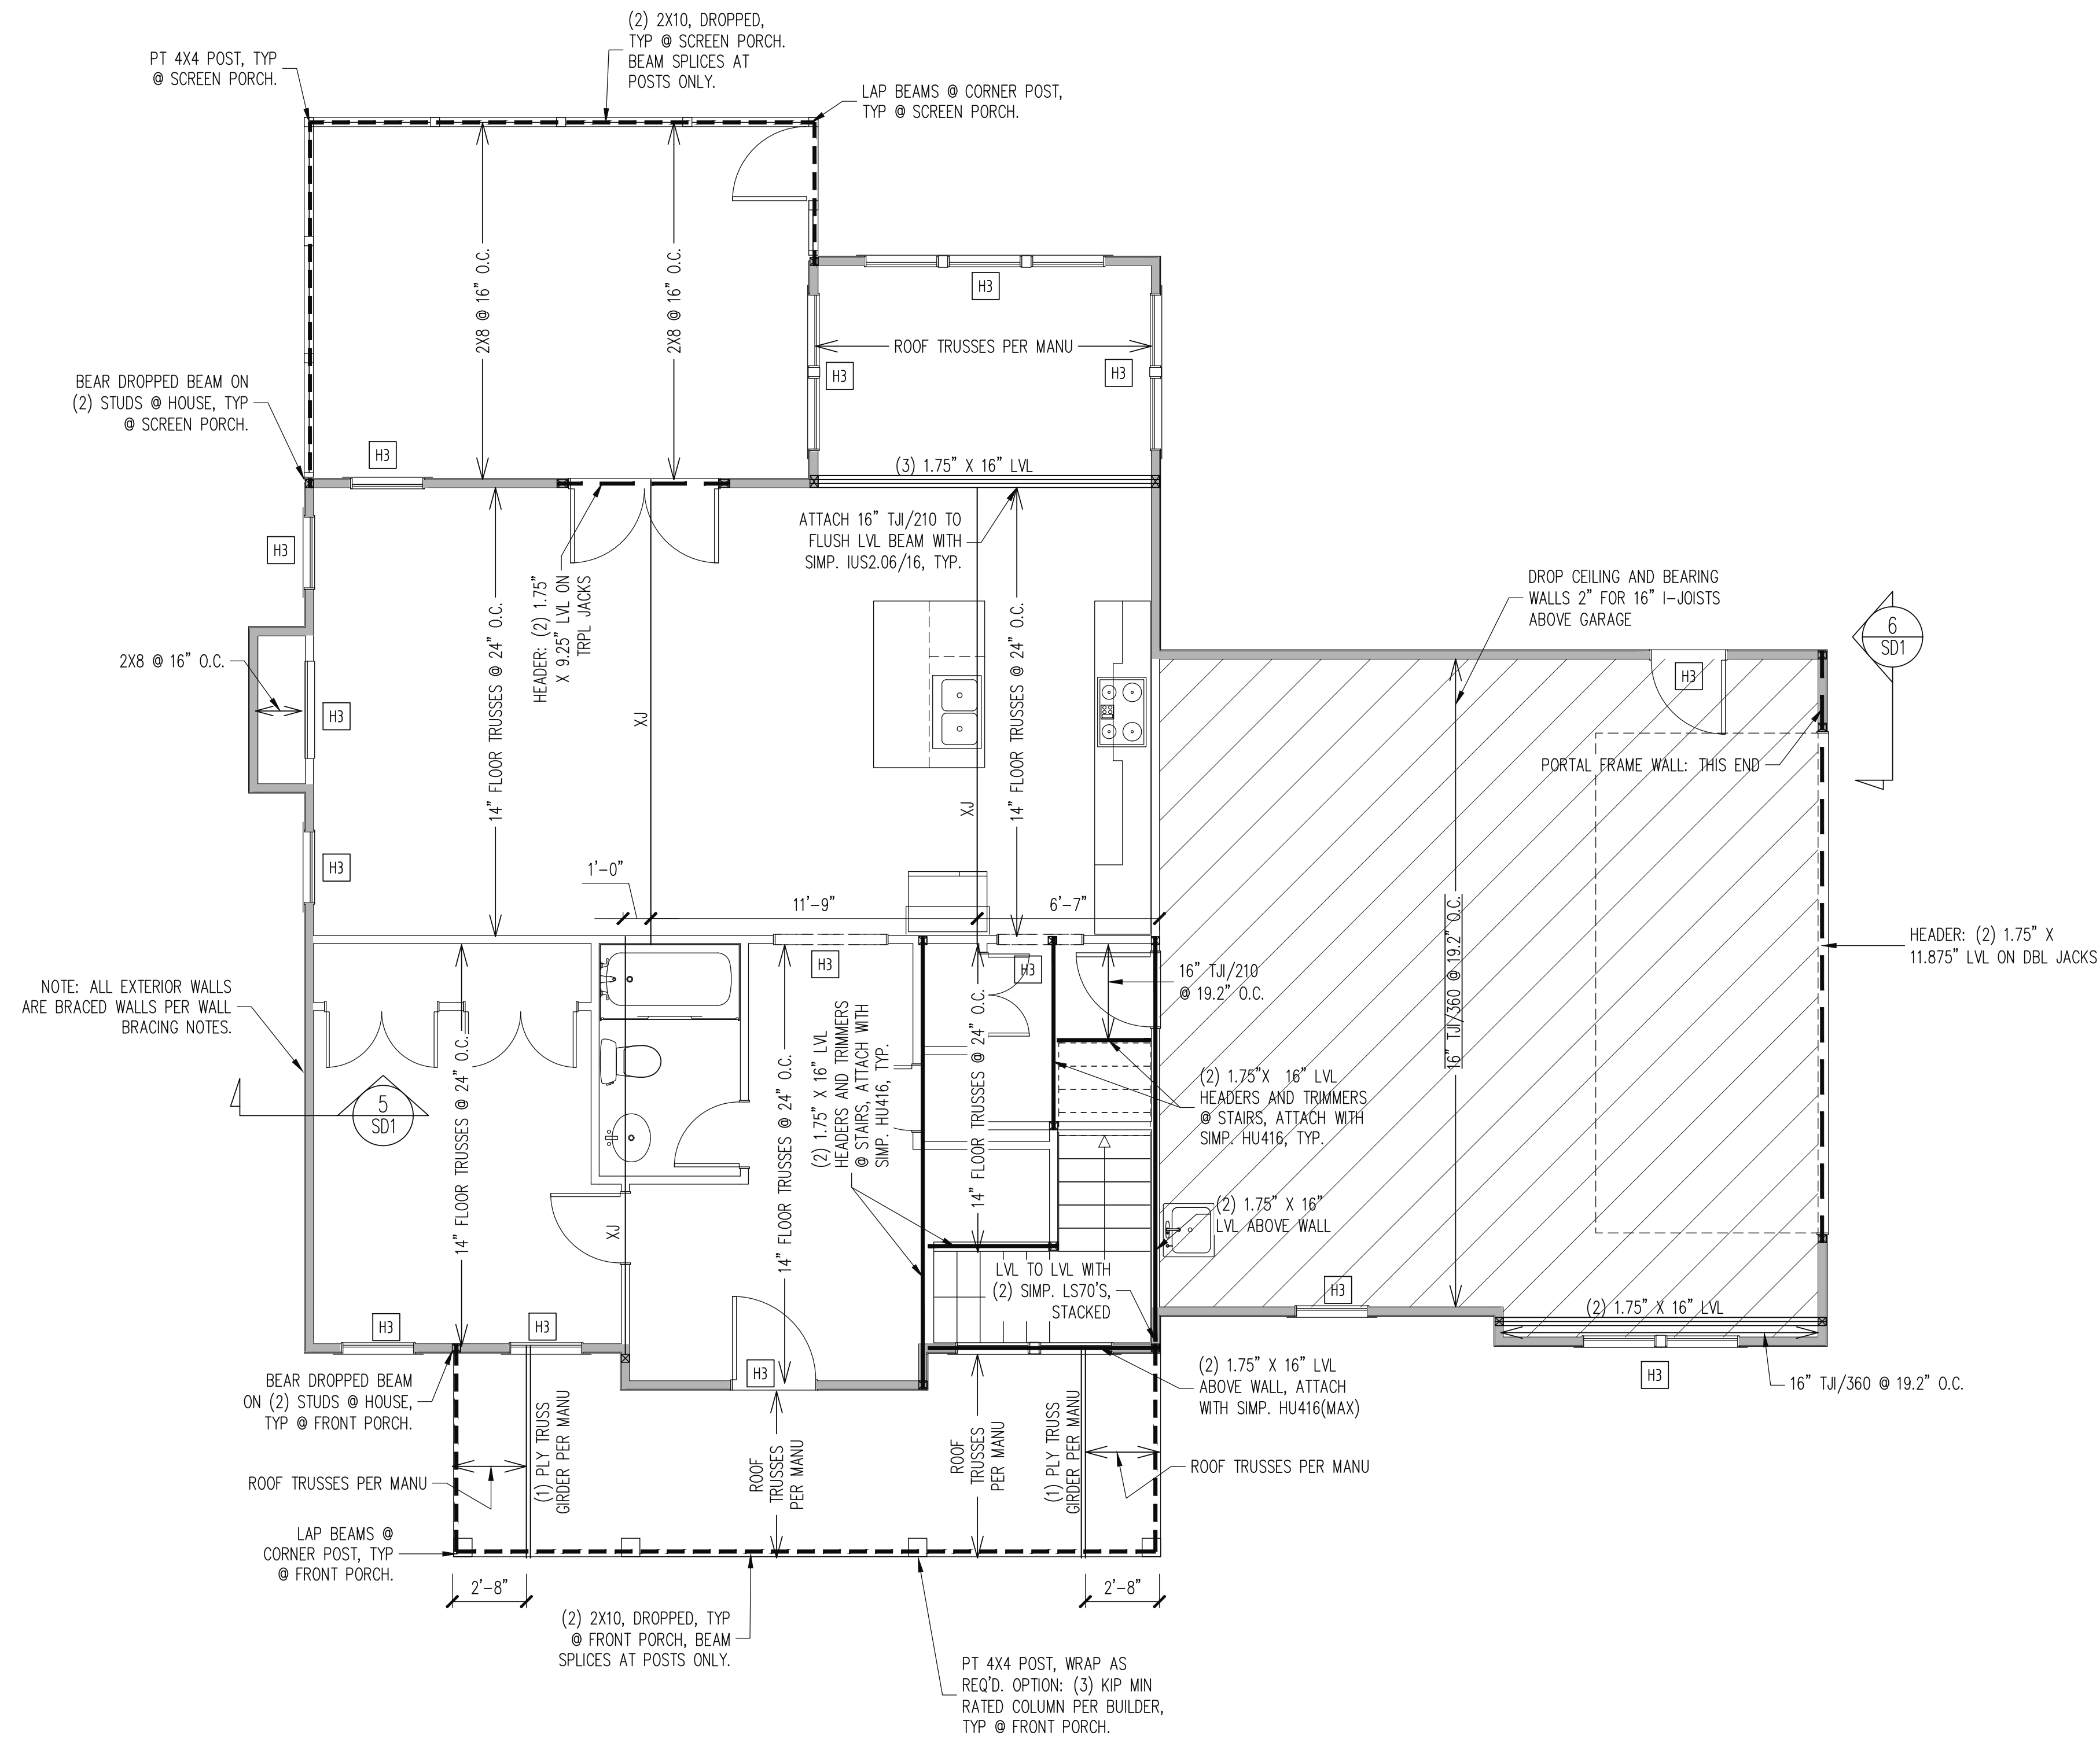 (2) 2X10, DROPPED,
TYP @ SCREEN PORCH.
BEAM SPLICES AT
POSTS ONLY.
PT 4X4 POST, TYP
@ SCREEN PORCH.
LAP BEAMS @ CORNER POST,
TYP @ SCREEN PORCH.
2X8 @ 16" O.C.
2X8 @ 16" O.C.
H3
ROOF TRUSSES PER MANU
H3
H3
BEAR DROPPED BEAM ON
(2) STUDS @ HOUSE, TYP
@ SCREEN PORCH.
H3
(3) 1.75" X 16" LVL
ATTACH 16" TJI/210 TO
FLUSH LVL BEAM WITH
SIMP. IUS2.06/16, TYP.
H3
HEADER: (2) 1.75"
X 9.25" LVL ON
TRPL JACKS
14" FLOOR TRUSSES @ 24" O.C.
14" FLOOR TRUSSES @ 24" O.C.
DROP CEILING AND BEARING
WALLS 2" FOR 16" I-JOISTS
ABOVE GARAGE
6
SD1
2X8 @ 16" O.C.
H3
XJ
XJ
H3
PORTAL FRAME WALL: THIS END
H3
1'-0"
11'-9"
6'-7"
HEADER: (2) 1.75" X
11.875" LVL ON DBL JACKS
16" TJI/360 @ 19.2" O.C.
H3
H3
16" TJI/210
@ 19.2" O.C.
NOTE: ALL EXTERIOR WALLS
ARE BRACED WALLS PER WALL
BRACING NOTES.
14" FLOOR TRUSSES @ 24" O.C.
14" FLOOR TRUSSES @ 24" O.C.
(2) 1.75" X 16" LVL
HEADERS AND TRIMMERS
@ STAIRS, ATTACH WITH
SIMP. HU416, TYP.
14" FLOOR TRUSSES @ 24" O.C.
(2) 1.75"X 16" LVL
HEADERS AND TRIMMERS
@ STAIRS, ATTACH WITH
SIMP. HU416, TYP.
5
SD1
XJ
(2) 1.75" X 16"
LVL ABOVE WALL
LVL TO LVL WITH
(2) SIMP. LS70'S,
STACKED
H3
(2) 1.75" X 16" LVL
H3
H3
H3
H3
BEAR DROPPED BEAM
ON (2) STUDS @ HOUSE,
TYP @ FRONT PORCH.
(2) 1.75" X 16" LVL
ABOVE WALL, ATTACH
WITH SIMP. HU416(MAX)
16" TJI/360 @ 19.2" O.C.
(1) PLY TRUSS
GIRDER PER MANU
ROOF
TRUSSES
PER MANU
ROOF
TRUSSES
PER MANU
(1) PLY TRUSS
GIRDER PER MANU
ROOF TRUSSES PER MANU
ROOF TRUSSES PER MANU
LAP BEAMS @
CORNER POST, TYP
@ FRONT PORCH.
2'-8"
2'-8"
(2) 2X10, DROPPED, TYP
@ FRONT PORCH, BEAM
SPLICES AT POSTS ONLY.
PT 4X4 POST, WRAP AS
REQ'D. OPTION: (3) KIP MIN
RATED COLUMN PER BUILDER,
TYP @ FRONT PORCH.